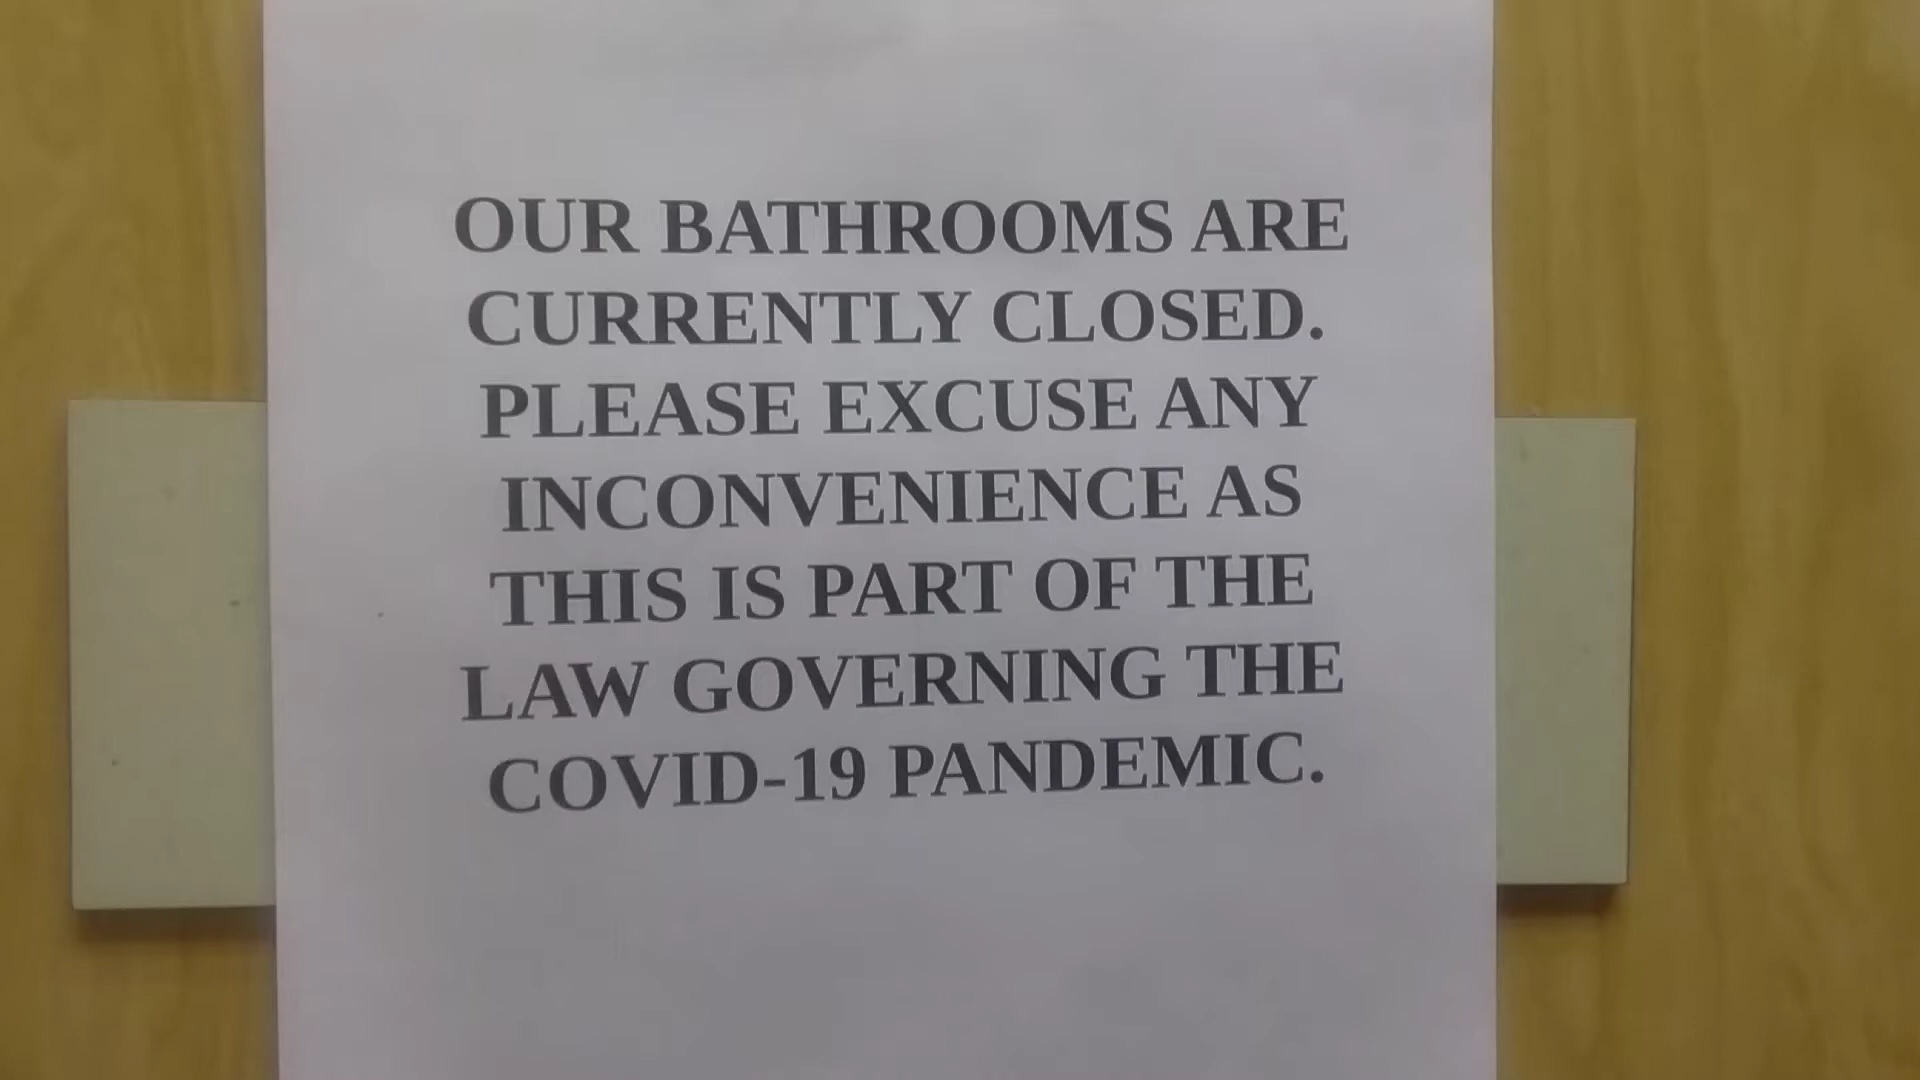 OUR BATHROOMS ARE
CURRENTLY CLOSED.
PLEASE EXCUSE ANY
INCONVENIENCE AS
THIS IS PART OF THE
LAW GOVERNING THE
COVID-19 PANDEMIC.